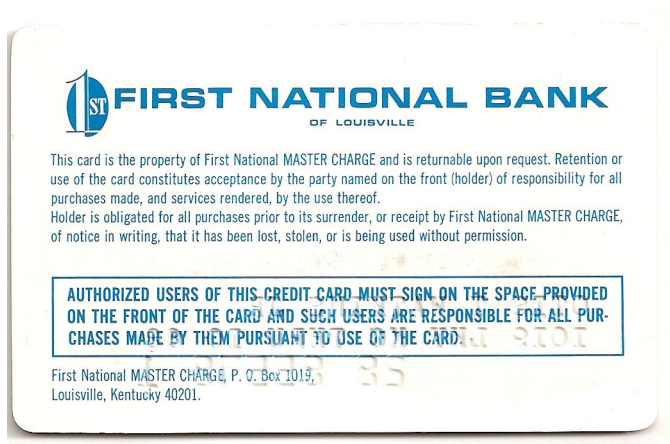 1ST FIRST NATIONAL BANK
OF LOUISVILLE
This card is the property of First National MASTER CHARGE and is returnable upon request. Retention or
use of the card constitutes acceptance by the party named on the front (holder) of responsibility for all
purchases made, and services rendered, by the use thereof.
Holder is obligated for all purchases prior to its surrender, or receipt by First National MASTER CHARGE,
of notice in writing, that it has been lost, stolen, or is being used without permission.
AUTHORIZED USERS OF THIS CREDIT CARD MUST SIGN ON THE SPACE PROVIDED
ON THE FRONT OF THE CARD AND SUCH USERS ARE RESPONSIBLE FOR ALL PUR-
CHASES MADE BY THEM PURSUANT TO USE OF THE CARD.
First National MASTER CHARGE, P. O. Box 1019,
Louisville, Kentucky 40201.